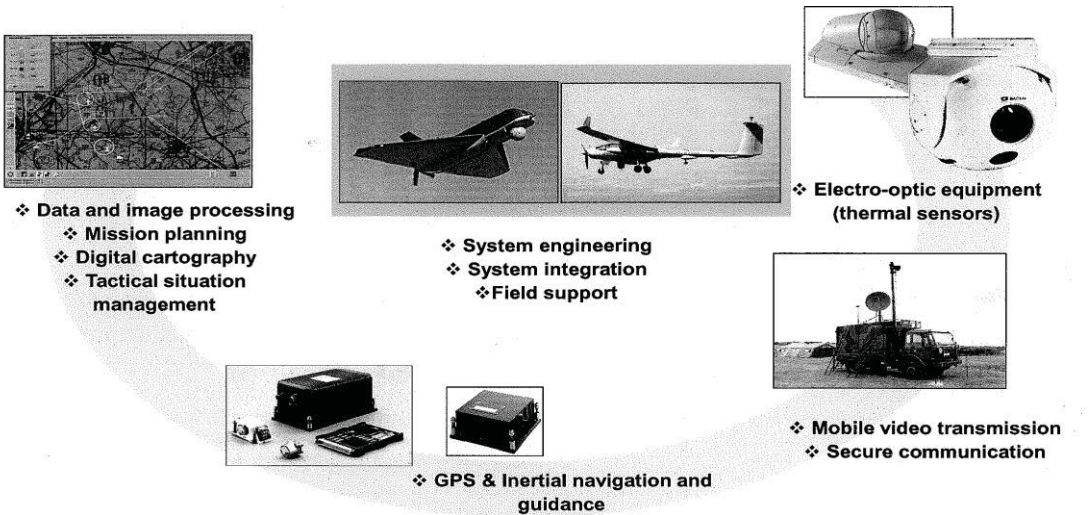 ❖ Data and image processing
❖ Mission planning
❖ Digital cartography
❖ Tactical situation
management
❖ System engineering
❖ System integration
❖Field support
❖ Electro-optic equipment
(thermal sensors)
❖ Mobile video transmission
❖ Secure communication
❖ GPS & Inertial navigation and
guidance